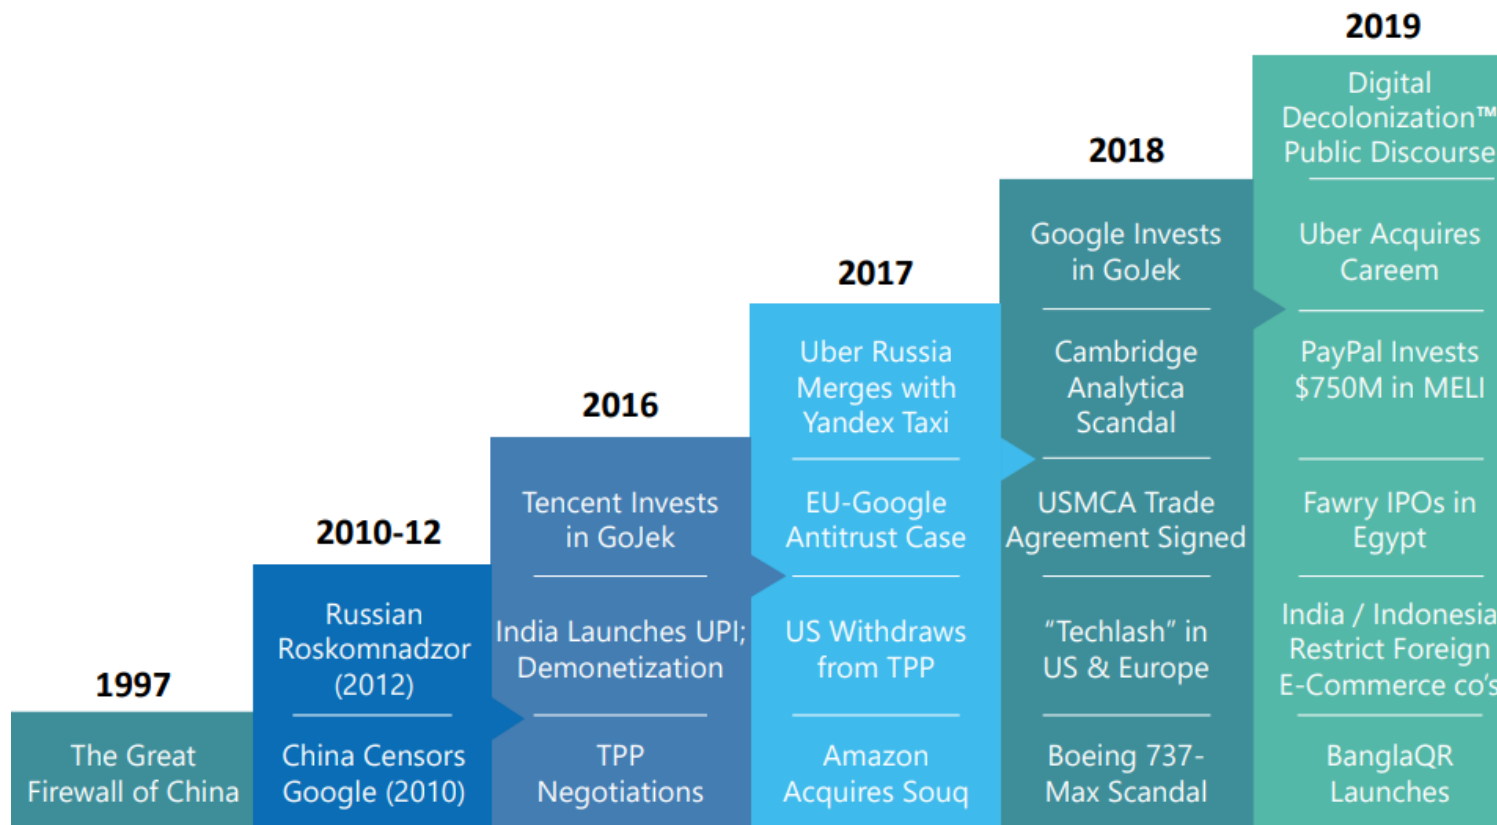 1997
The Great
Firewall of China
2010-12
Russian
Roskomnadzor
(2012)
China Censors
Google (2010)
2016
Tencent Invests
in GoJek
India Launches UPI;
Demonetization
TPP
Negotiations
2017
Uber Russia
Merges with
Yandex Taxi
EU-Google
Antitrust Case
US Withdraws
from TPP
Amazon
Acquires Souq
2018
Google Invests
in GoJek
Cambridge
Analytica
Scandal
USMCA Trade
Agreement Signed
“Techlash” in
US & Europe
Boeing 737-
Max Scandal
2019
Digital
Decolonization™
Public Discourse
Uber Acquires
Careem
PayPal Invests
$750M in MELI
Fawry IPOs in
Egypt
India / Indonesia
Restrict Foreign
E-Commerce co’s
BanglaQR
Launches